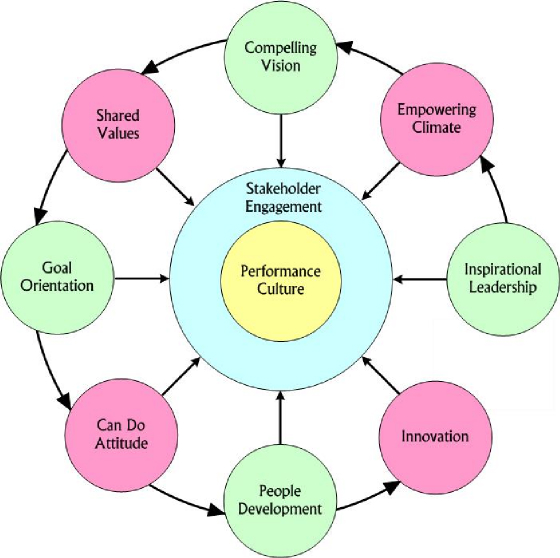 Compelling
Vision
Shared
Values
Empowering
Climate
Stakeholder
Engagement
Goal
Orientation
Performance
Culture
Inspirational
Leadership
Can Do
Attitude
Innovation
People
Development